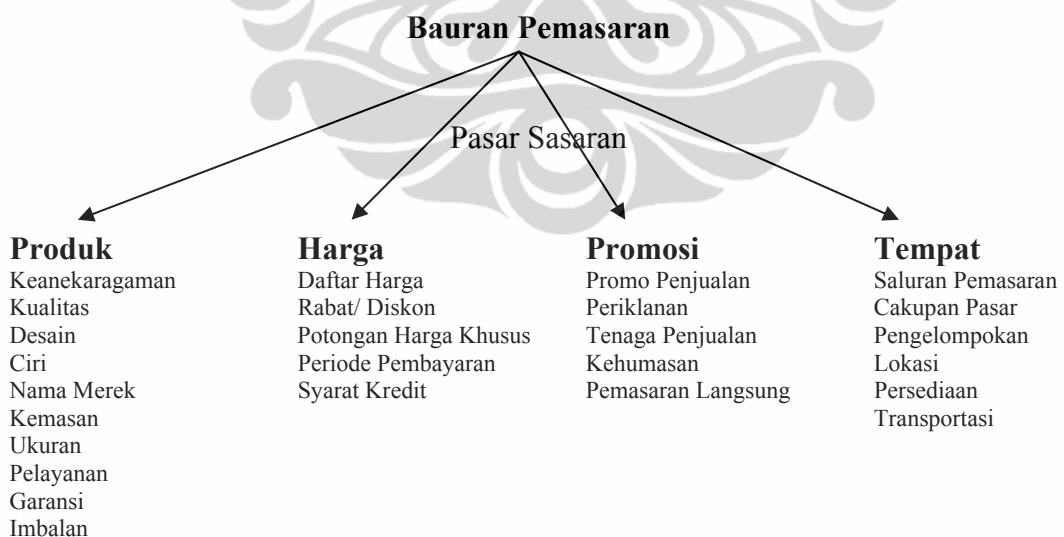 Bauran Pemasaran
Pasar Sasaran
Produk
Keanekaragaman
Kualitas
Desain
Ciri
Nama Merek
Kemasan
Ukuran
Pelayanan
Garansi
Imbalan
Harga
Daftar Harga
Rabat/ Diskon
Potongan Harga Khusus
Periode Pembayaran
Syarat Kredit
Promosi
Promo Penjualan
Periklanan
Tenaga Penjualan
Kehumasan
Pemasaran Langsung
Tempat
Saluran Pemasaran
Cakupan Pasar
Pengelompokan
Lokasi
Persediaan
Transportasi